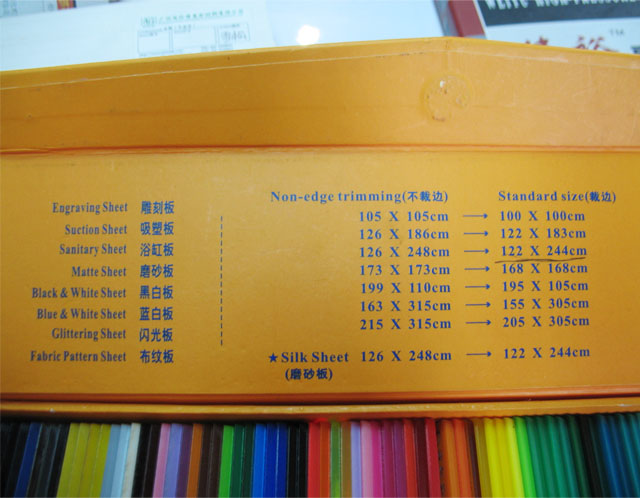 Engraving Sheet 雕刻板
Suction Sheet 吸塑板
Sanitary Sheet 浴缸板
Matte Sheet 磨砂板
Black & White Sheet 黑白板
Blue & White Sheet 蓝白板
Glittering Sheet 闪光板
Fabric Pattern Sheet 布纹板
Non-edge trimming(不裁边) Standard size(裁边)
105 X 105cm → 100 X 100cm
126 X 186cm → 122 X 183cm
126 X 248cm → 122 X 244cm
173 X 173cm → 168 X 168cm
199 X 110cm → 195 X 105cm
163 X 315cm → 155 X 305cm
215 X 315cm → 205 X 305cm
★Silk Sheet 126 X 248cm → 122 X 244cm
(磨砂板)
TM